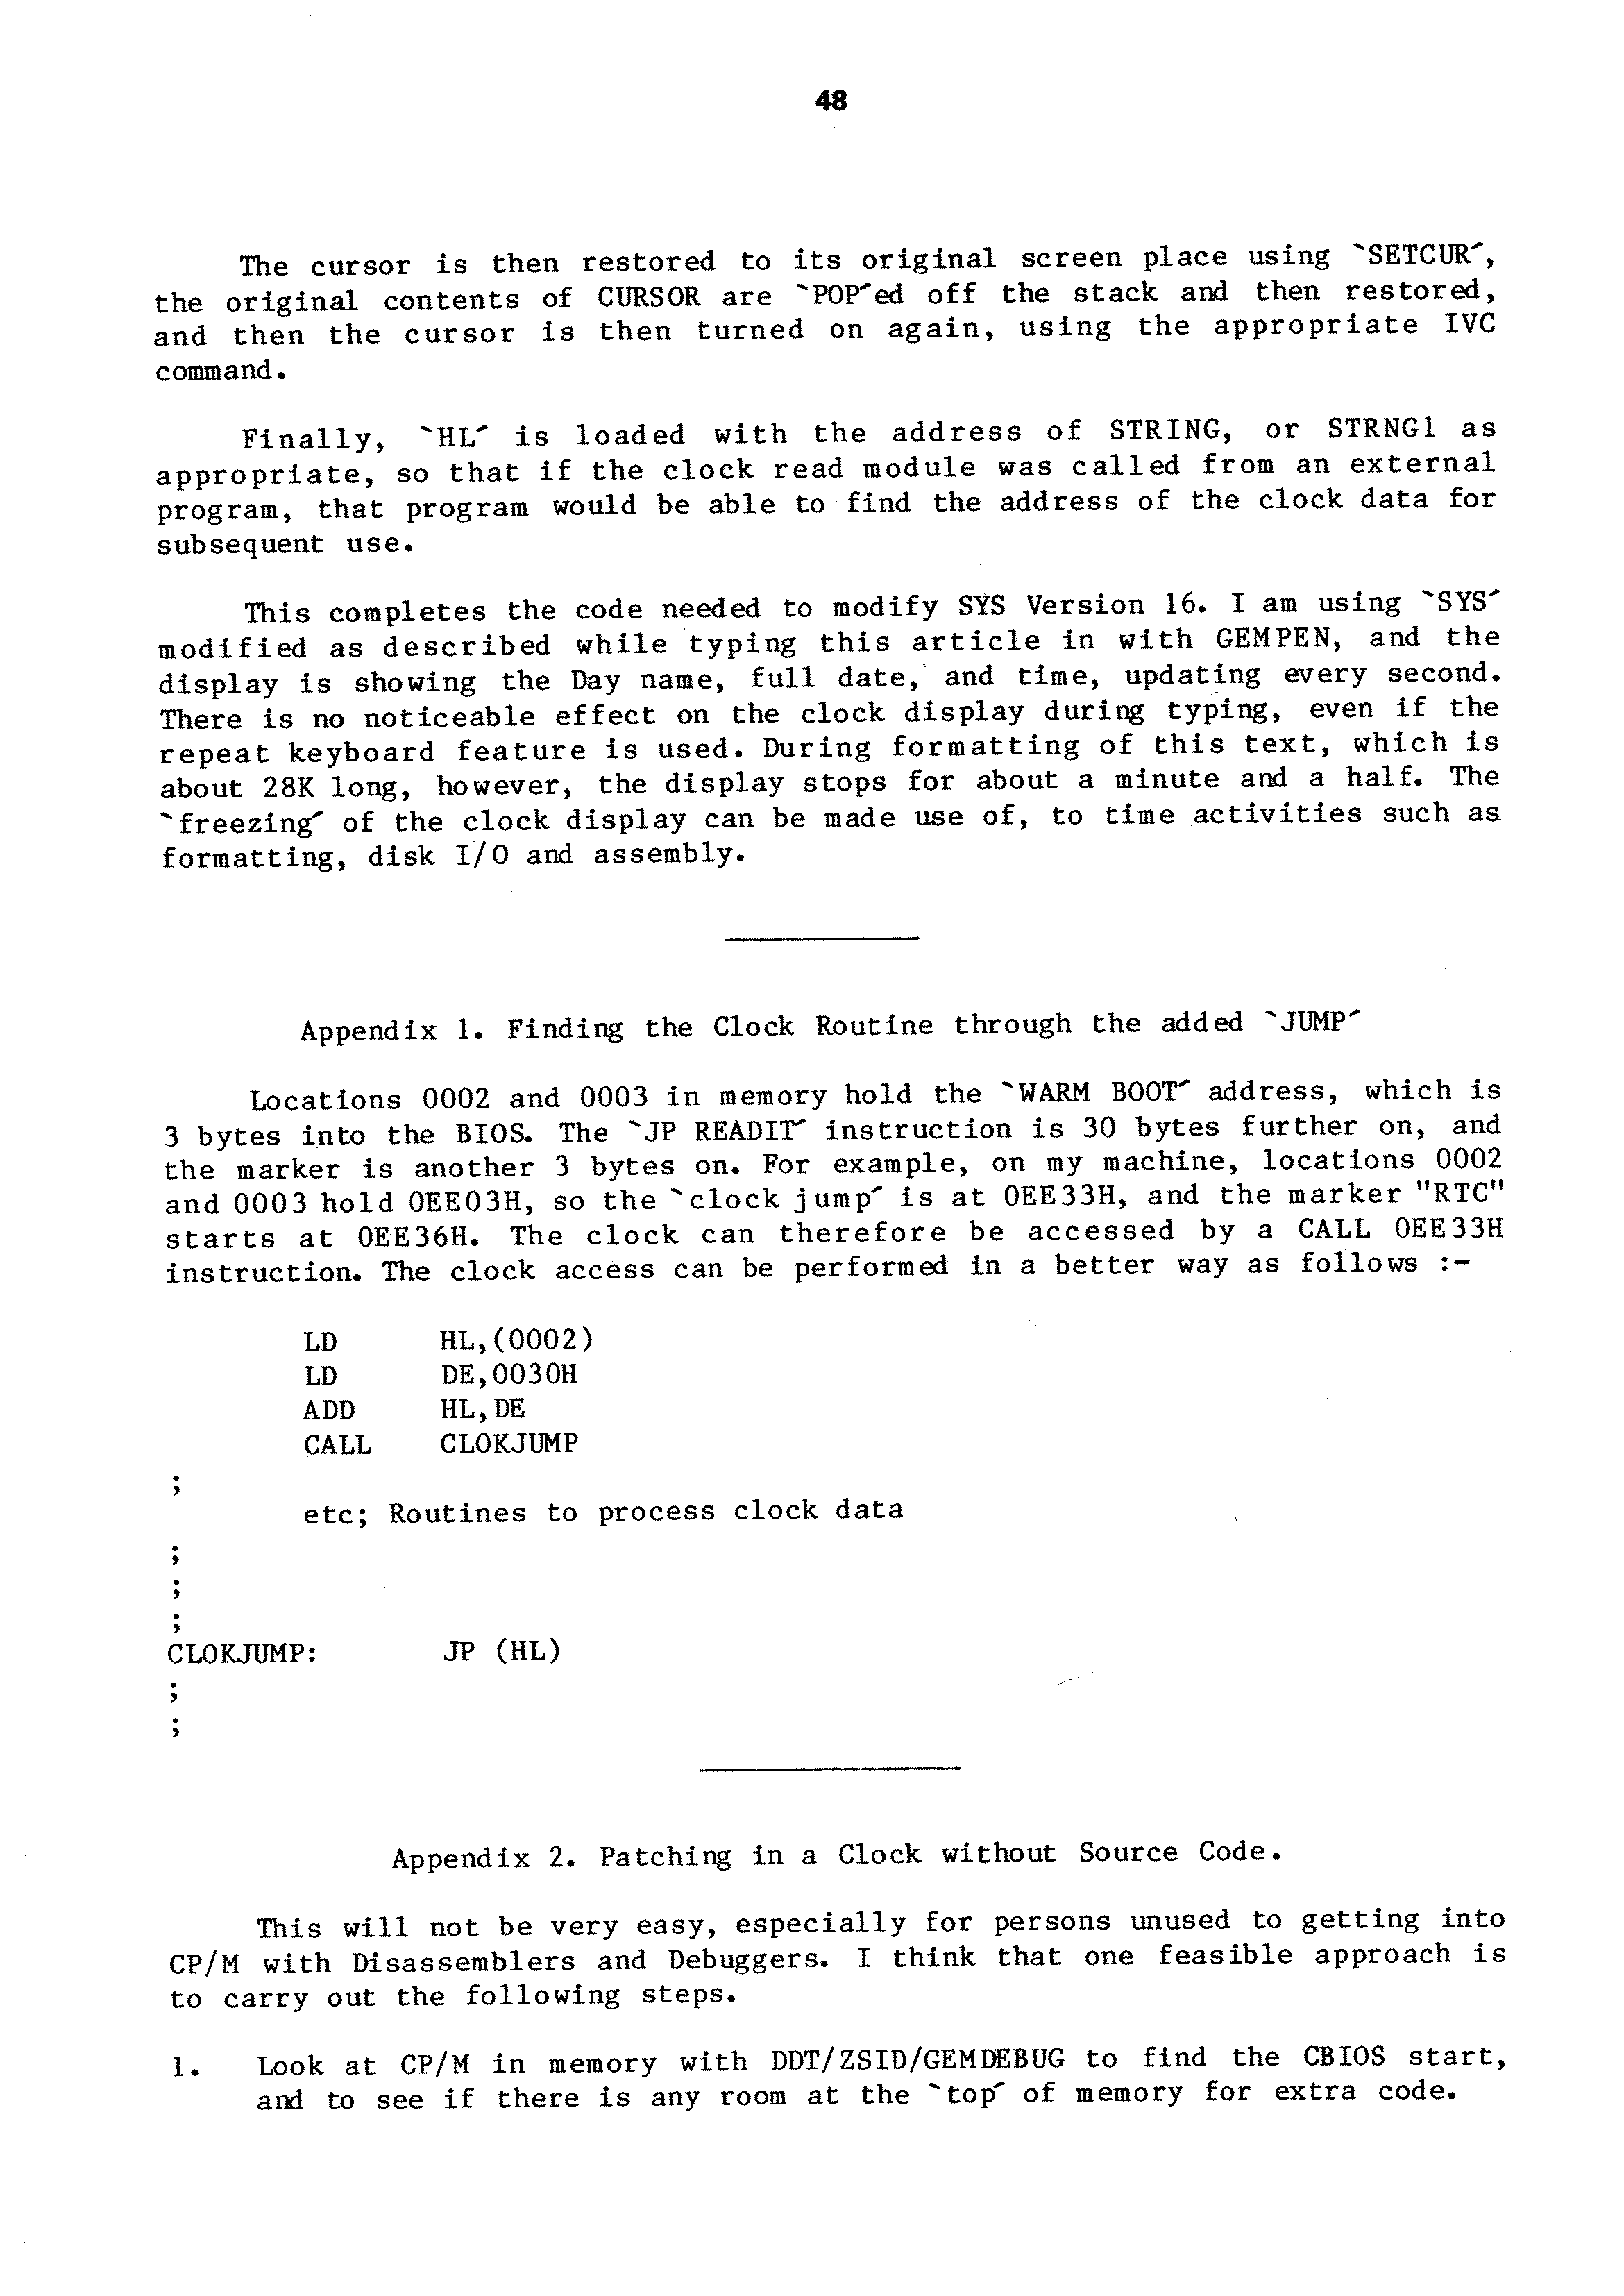 48
The cursor is then restored to its original screen place using `SETCUR´,
the original contents of CURSOR are `POP´ed off the stack and then restored,
and then the cursor is then turned on again, using the appropriate IVC
command.
Finally, `HL´ is loaded with the address of STRING, or STRNG1 as
appropriate, so that if the clock read module was called from an external
program, that program would be able to find the address of the clock data for
subsequent use.
This completes the code needed to modify SYS Version 16. I am using `SYS´
modified as described while typing this article in with GEMPEN, and the
display is showing the Day name, full date, and time, updating every second.
There is no noticeable effect on the clock display during typing, even if the
repeat keyboard feature is used. During formatting of this text, which is
about 28K long, however, the display stops for about a minute and a half. The
`freezing´ of the clock display can be made use of, to time activities such as
formatting, disk I/O and assembly.
Appendix 1. Finding the Clock Routine through the added `JUMP´
Locations 0002 and 0003 in memory hold the `WARM BOOT´ address, which is
3 bytes into the BIOS. The `JP READIT´ instruction is 30 bytes further on, and
the marker is another 3 bytes on. For example, on my machine, locations 0002
and 0003 hold 0EE03H, so the `clock jump´ is at 0EE33H, and the marker "RTC"
starts at 0EE36H. The clock can therefore be accessed by a CALL 0EE33H
instruction. The clock access can be performed in a better way as follows :-
LD HL,(0002)
LD DE,0030H
ADD HL,DE
CALL CLOKJUMP
;
etc; Routines to process clock data
;
;
;
CLOKJUMP: JP (HL)
;
;
Appendix 2. Patching in a Clock without Source Code.
This will not be very easy, especially for persons unused to getting into
CP/M with Disassemblers and Debuggers. I think that one feasible approach is
to carry out the following steps.
1. Look at CP/M in memory with DDT/ZSID/GEMDEBUG to find the CBIOS start,
and to see if there is any room at the `top´ of memory for extra code.